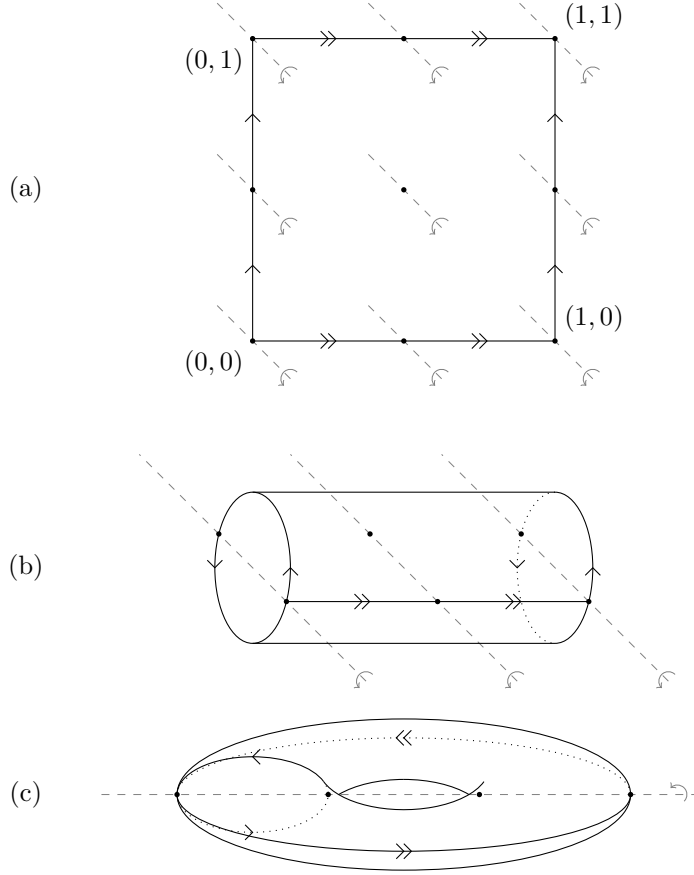 (1, 1)
(0, 1)
(a)
(1, 0)
(0, 0)
(b)
(c)